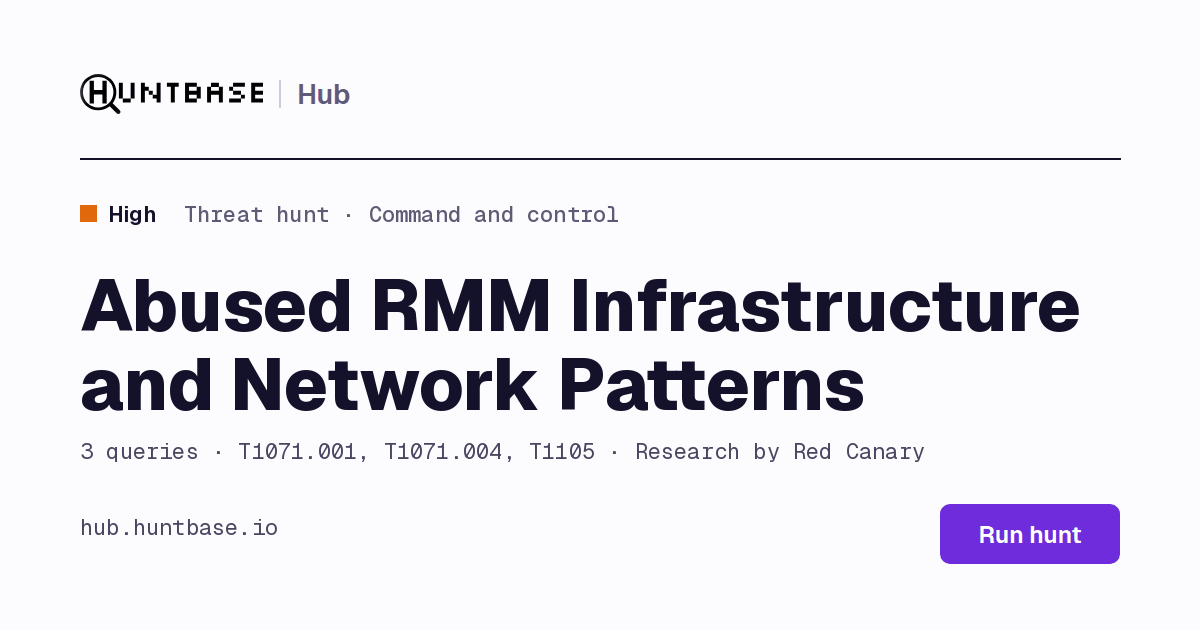 HUNTBASE Hub
High Threat hunt · Command and control
Abused RMM Infrastructure
and Network Patterns
3 queries · T1071.001, T1071.004, T1105 · Research by Red Canary
hub.huntbase.io
Run hunt